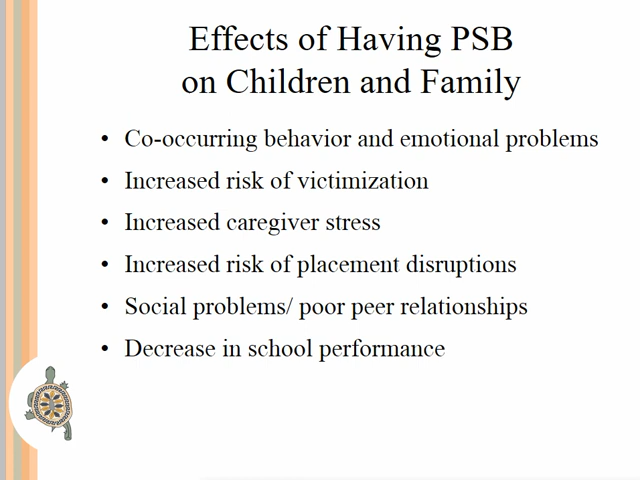 Effects of Having PSB
on Children and Family
• Co-occurring behavior and emotional problems
• Increased risk of victimization
• Increased caregiver stress
• Increased risk of placement disruptions
• Social problems/ poor peer relationships
• Decrease in school performance